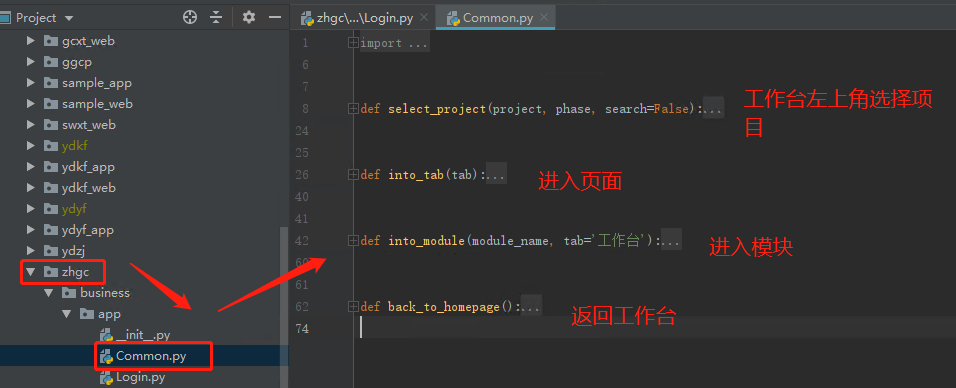 Project
zhgc\...\Login.py
Common.py
gcxt_web
ggcp
sample_app
sample_web
swxt_web
ydkf
ydkf_app
ydkf_web
ydyf
ydyf_app
ydzj
zhgc
business
app
__init__.py
Common.py
Login.py
1 import ...
6
7
8 def select_project(project, phase, search=False):...
工作台左上角选择项
目
24
25
26 def into_tab(tab):...
进入页面
40
41
42 def into_module(module_name, tab='工作台'):...
进入模块
60
61
62 def back_to_homepage():...
返回工作台
74